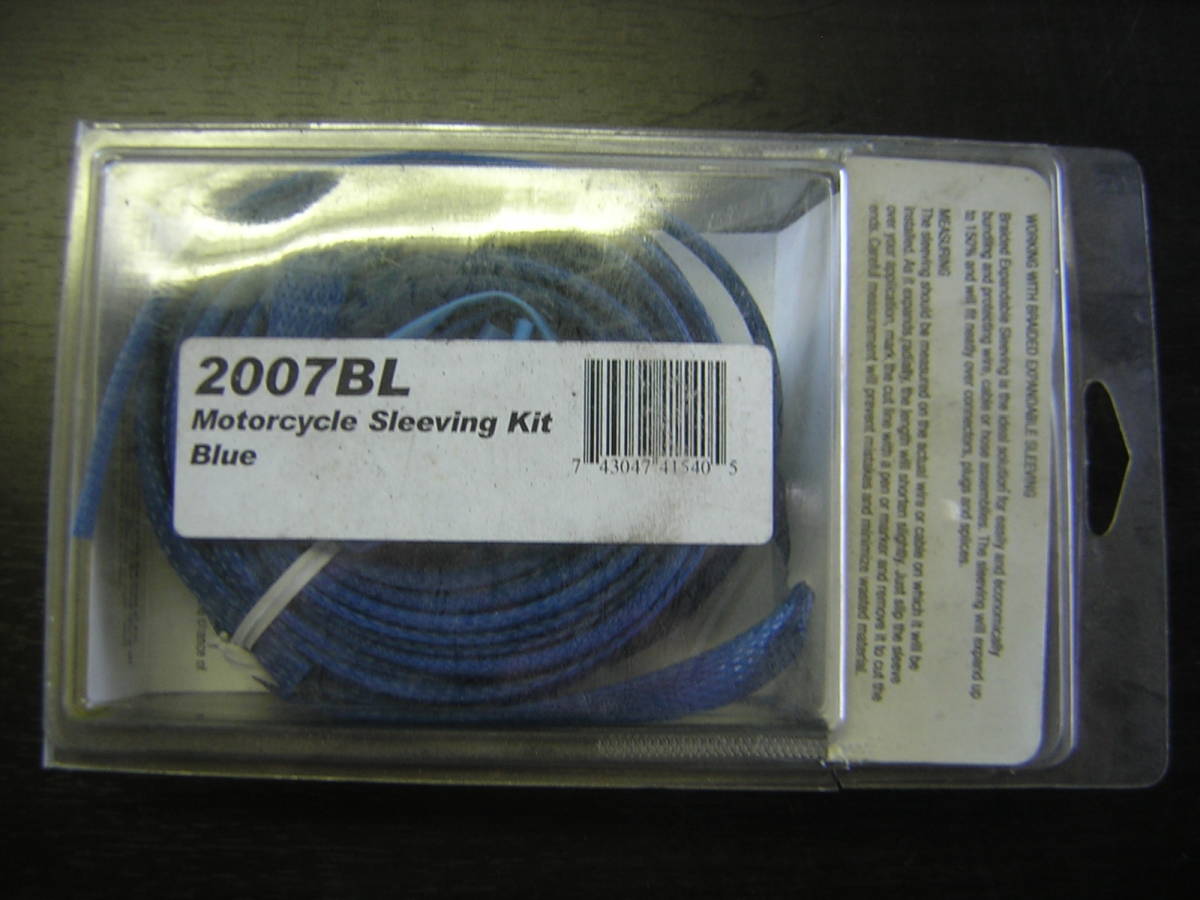 2007BL
Motorcycle Sleeving Kit
Blue
7 43047 41540 5
WORKING WITH BRAIDED EXPANDABLE SLEEVING
Braided Expandable Sleeving is the ideal solution for easily and economically
bundling and protecting wire, cable or hose assemblies. The sleeving will expand up
to 150% and will fit neatly over connectors, plugs and splices.
MEASURING
The sleeving should be measured on the actual wire or cable on which it will be
installed. As it expands radially, the length will shorten slightly. Just slip the sleeve
over your application, mark the cut line with a pen or marker and remove it to cut the
ends. Careful measurement will prevent mistakes and minimize wasted material.